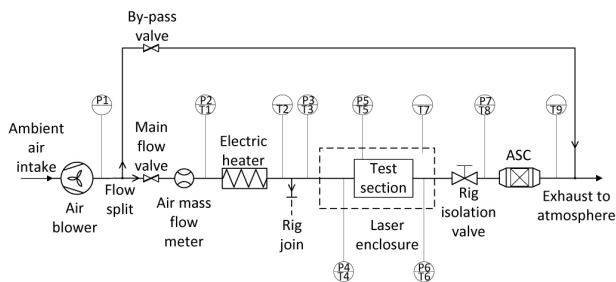 By-pass
valve
P1
P2
T1
T2
P3
T3
P5
T5
T7
P7
T8
T9
Ambient
air
intake
Main
flow
valve
Electric
heater
Test
section
ASC
Flow
split
Air
blower
Air mass
flow
meter
Rig
join
Laser
enclosure
Rig
isolation
valve
Exhaust to
atmosphere
P4
T4
P6
T6